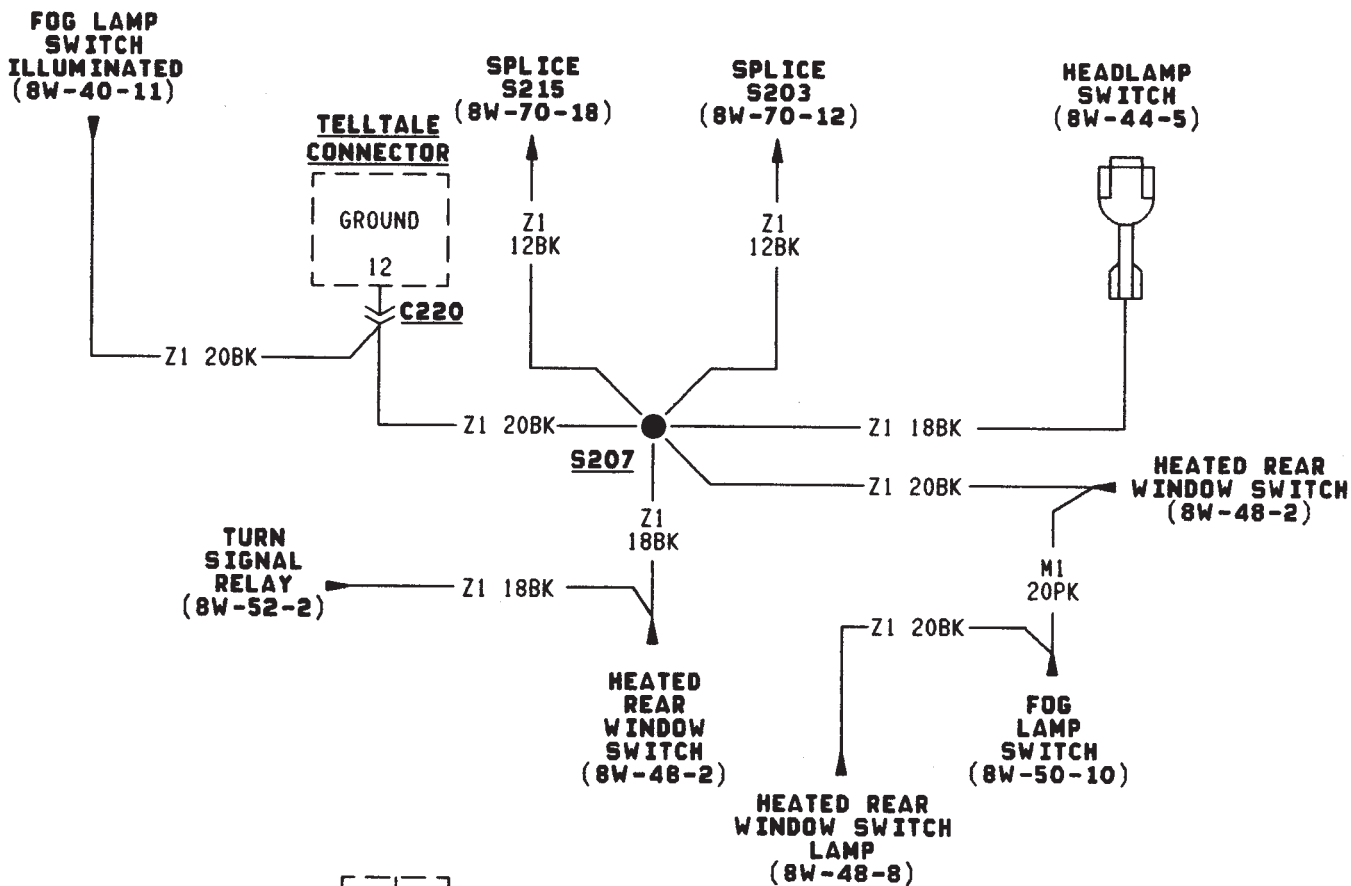 FOG LAMP
SWITCH
ILLUMINATED
(8W-40-11)
TELLTALE
CONNECTOR
GROUND
12
C220
SPLICE
S215
(8W-70-18)
SPLICE
S203
(8W-70-12)
HEADLAMP
SWITCH
(8W-44-5)
Z1
12BK
Z1
12BK
Z1 20BK
Z1 20BK
Z1 18BK
S207
Z1 20BK
HEATED REAR
WINDOW SWITCH
(8W-48-2)
Z1
18BK
TURN
SIGNAL
RELAY
(8W-52-2)
Z1 18BK
M1
20PK
Z1 20BK
HEATED
REAR
WINDOW
SWITCH
(8W-48-2)
FOG
LAMP
SWITCH
(8W-50-10)
HEATED REAR
WINDOW SWITCH
LAMP
(8W-48-8)